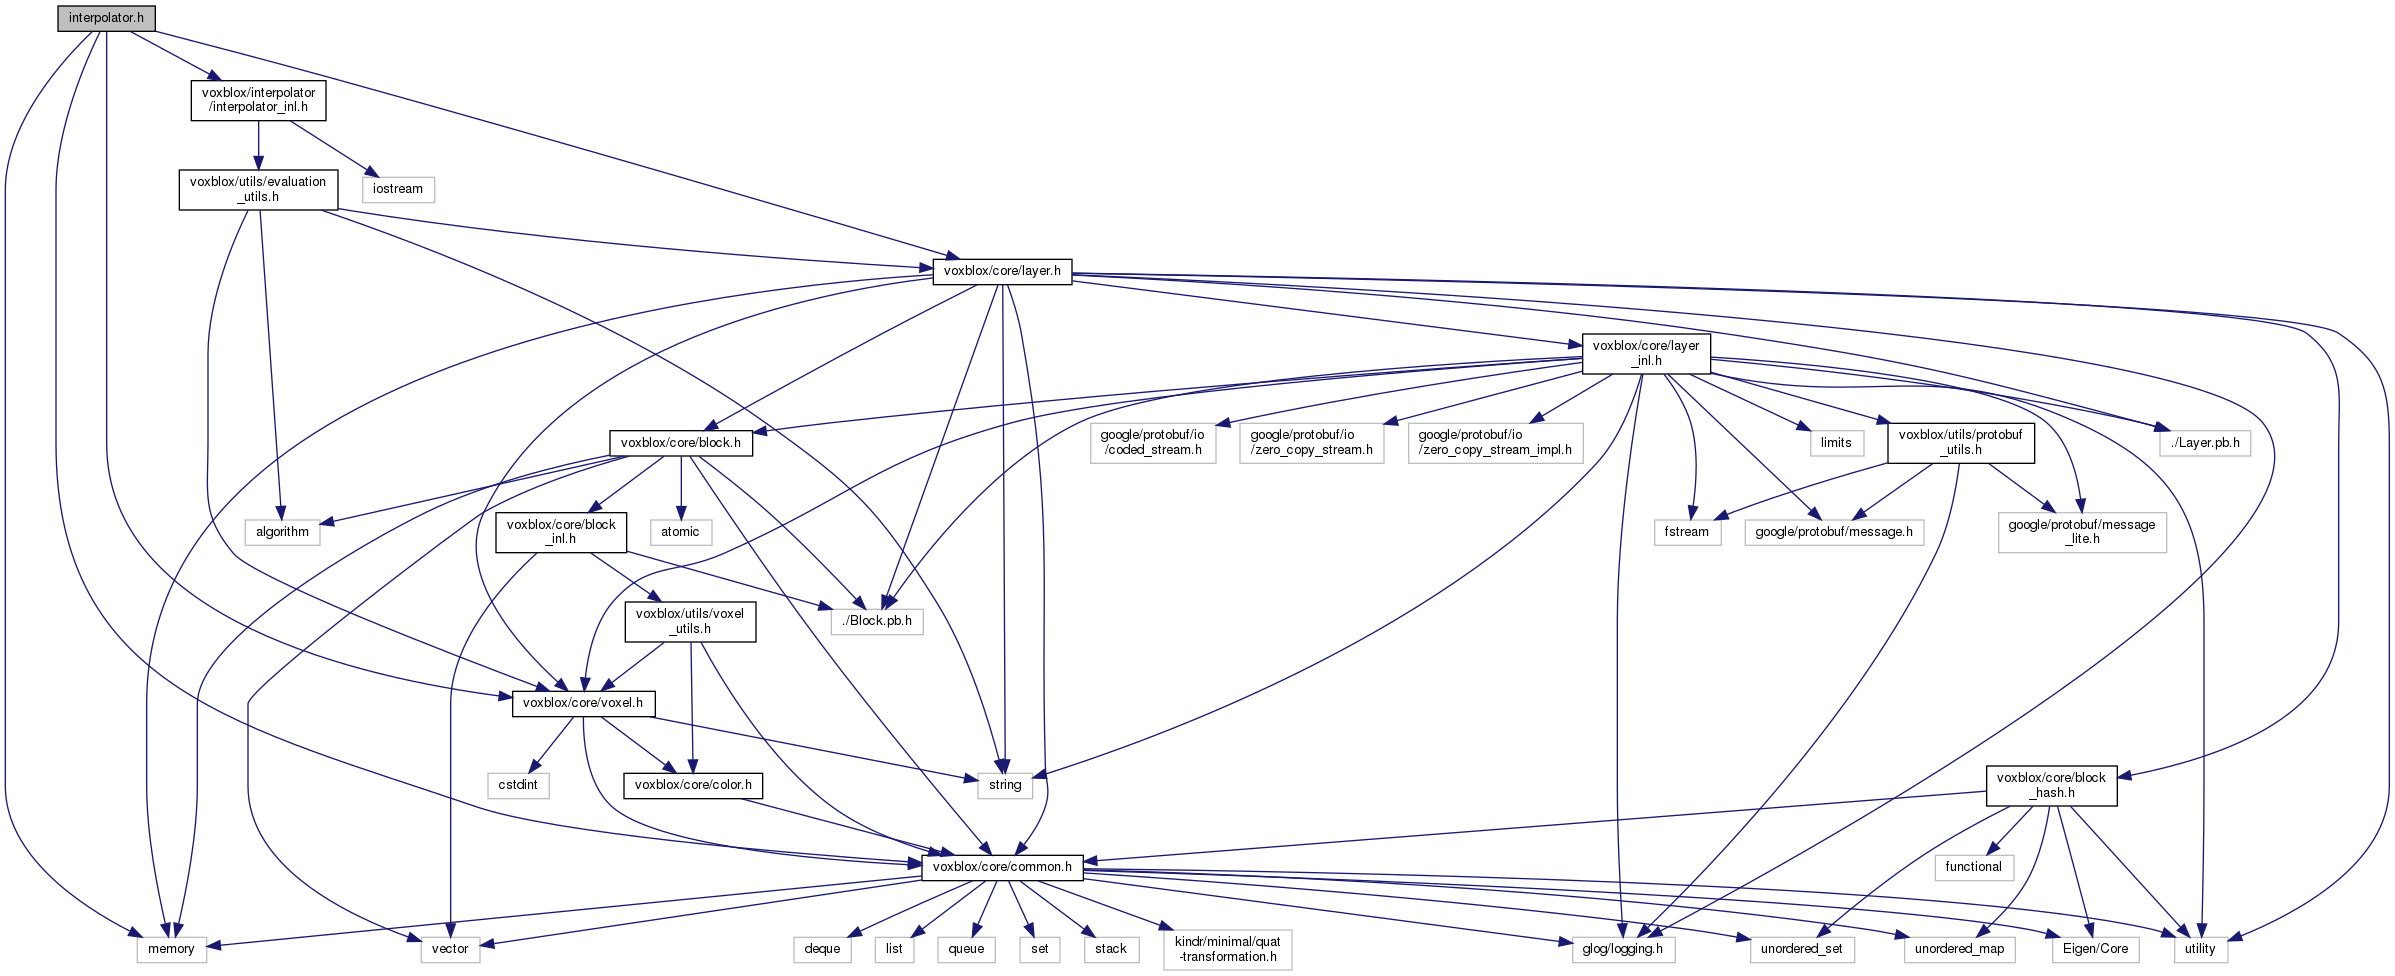 interpolator.h
voxblox/interpolator
/interpolator_inl.h
voxblox/utils/evaluation
_utils.h
iostream
voxblox/core/layer.h
voxblox/core/layer
_inl.h
voxblox/core/block.h
google/protobuf/io
/coded_stream.h
google/protobuf/io
/zero_copy_stream.h
google/protobuf/io
/zero_copy_stream_impl.h
limits
voxblox/utils/protobuf
_utils.h
./Layer.pb.h
algorithm
voxblox/core/block
_inl.h
atomic
fstream
google/protobuf/message.h
google/protobuf/message
_lite.h
voxblox/utils/voxel
_utils.h
./Block.pb.h
voxblox/core/voxel.h
cstdint
voxblox/core/color.h
string
voxblox/core/block
_hash.h
voxblox/core/common.h
functional
memory
vector
deque
list
queue
set
stack
kindr/minimal/quat
-transformation.h
glog/logging.h
unordered_set
unordered_map
Eigen/Core
utility